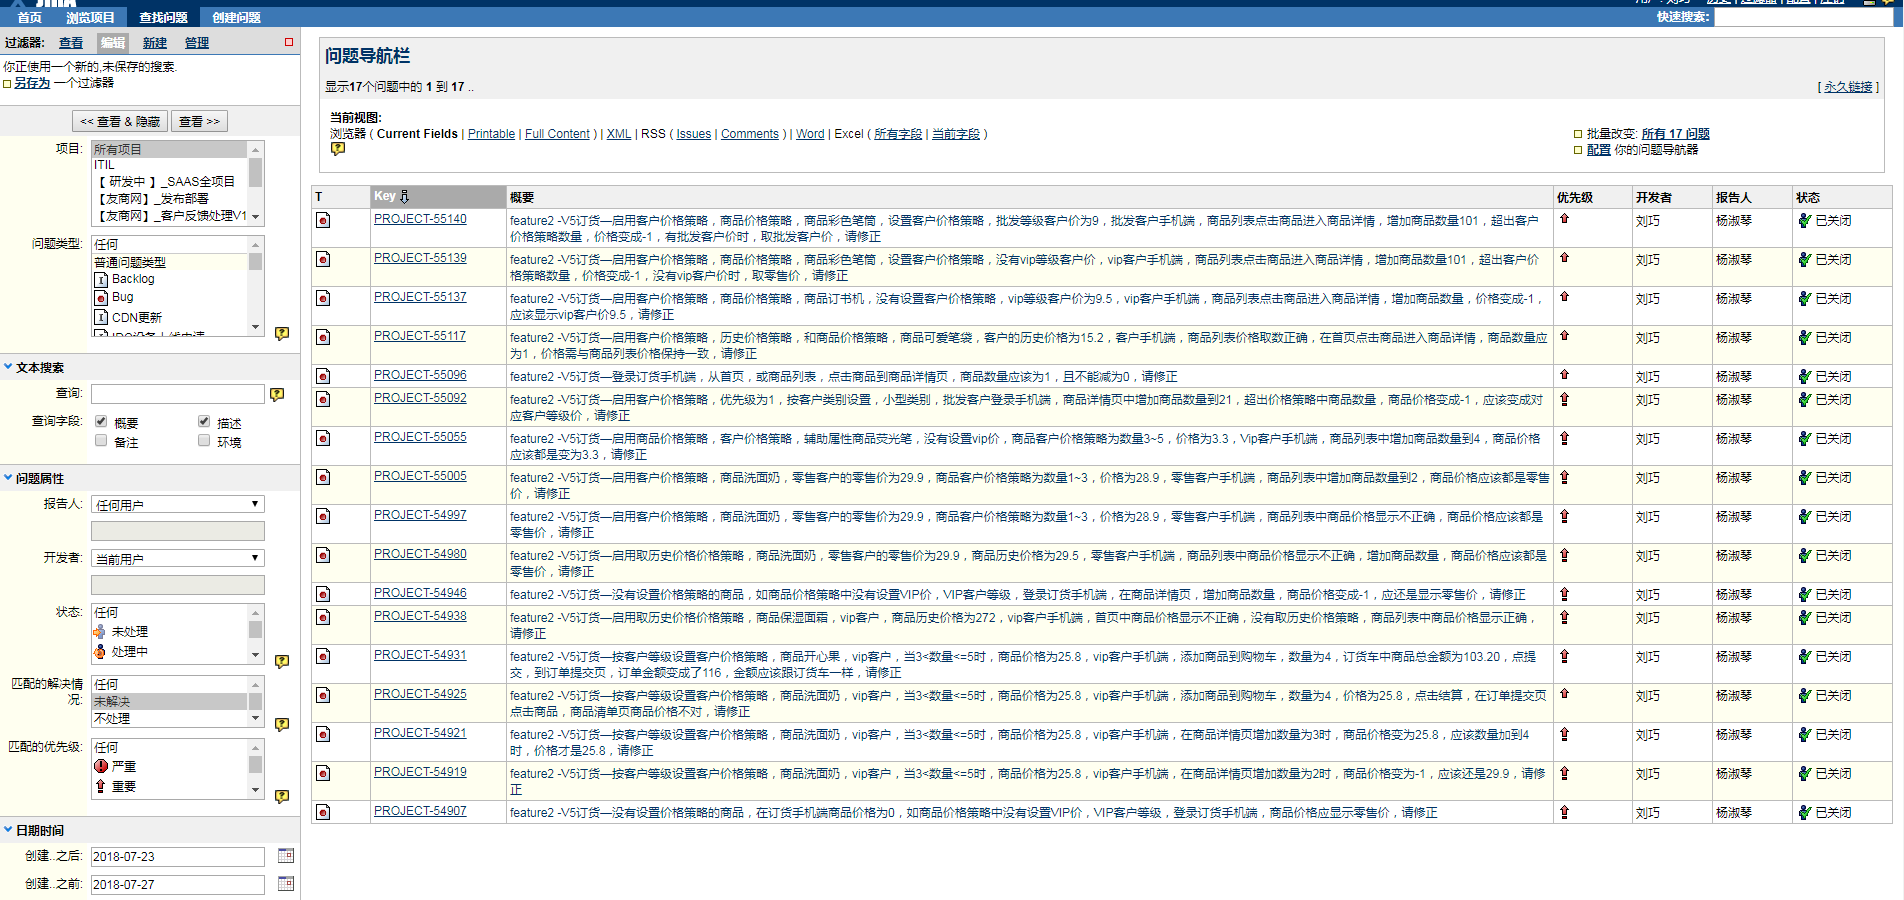 首页 浏览项目 查找问题 创建问题
快速搜索:
过滤器: 查看 编辑 新建 管理
你正使用一个新的,未保存的搜索.
另存为 一个过滤器
<< 查看 & 隐藏 查看 >>
项目: 所有项目
ITIL
【 研发中 】_SAAS全项目
【友商网】_发布部署
【友商网】_客户反馈处理V1
问题类型: 任何
普通问题类型
Backlog
Bug
CDN更新
文本搜索
查询:
查询字段: 概要 描述
备注 环境
问题属性
报告人: 任何用户
开发者: 当前用户
状态: 任何
未处理
处理中
匹配的解决情况: 任何
未解决
不处理
匹配的优先级: 任何
严重
重要
日期时间
创建..之后: 2018-07-23
创建..之前: 2018-07-27
问题导航栏
显示17个问题中的 1 到 17 ..
[ 永久链接 ]
当前视图:
浏览器 ( Current Fields | Printable | Full Content ) | XML | RSS ( Issues | Comments ) | Word | Excel ( 所有字段 | 当前字段 )
批量改变: 所有 17 问题
配置 你的问题导航器
T Key 概要 优先级 开发者 报告人 状态
PROJECT-55140 feature2 -V5订货—启用客户价格策略，商品价格策略，商品彩色笔筒，设置客户价格策略，批发等级客户价为9，批发客户手机端，商品列表点击商品进入商品详情，增加商品数量101，超出客户 刘巧 杨淑琴 已关闭
价格策略数量，价格变成-1，有批发客户价时，取批发客户价，请修正
PROJECT-55139 feature2 -V5订货—启用客户价格策略，商品价格策略，商品彩色笔筒，设置客户价格策略，没有vip等级客户价，vip客户手机端，商品列表点击商品进入商品详情，增加商品数量101，超出客户价 刘巧 杨淑琴 已关闭
格策略数量，价格变成-1，没有vip客户价时，取零售价，请修正
PROJECT-55137 feature2 -V5订货—启用客户价格策略，商品价格策略，商品订书机，没有设置客户价格策略，vip等级客户价为9.5，vip客户手机端，商品列表点击商品进入商品详情，增加商品数量，价格变成-1， 刘巧 杨淑琴 已关闭
应该显示vip客户价9.5，请修正
PROJECT-55117 feature2 -V5订货—启用客户价格策略，历史价格策略，和商品价格策略，商品可爱笔袋，客户的历史价格为15.2，客户手机端，商品列表价格取数正确，在首页点击商品进入商品详情，商品数量应 刘巧 杨淑琴 已关闭
为1，价格需与商品列表价格保持一致，请修正
PROJECT-55096 feature2 -V5订货—登录订货手机端，从首页，或商品列表，点击商品到商品详情页，商品数量应该为1，且不能减为0，请修正 刘巧 杨淑琴 已关闭
PROJECT-55092 feature2 -V5订货—启用商品价格策略，优先级为1，按客户类别设置，小型类别，批发客户登录手机端，商品详情页中增加商品数量到21，超出价格策略中商品数量，商品价格变成-1，应该变成对 刘巧 杨淑琴 已关闭
应客户等级价，请修正
PROJECT-55055 feature2 -V5订货—启用商品价格策略，客户价格策略，辅助属性商品荧光笔，没有设置vip价，商品客户价格策略为数量3~5，价格为3.3，Vip客户手机端，商品列表中增加商品数量到4，商品价格 刘巧 杨淑琴 已关闭
应该都是变为3.3，请修正
PROJECT-55005 feature2 -V5订货—启用客户价格策略，商品洗面奶，零售客户的零售价为29.9，商品客户价格策略为数量1~3，价格为28.9，零售客户手机端，商品列表中增加商品数量到2，商品价格应该都是零售 刘巧 杨淑琴 已关闭
价，请修正
PROJECT-54997 feature2 -V5订货—启用客户价格策略，商品洗面奶，零售客户的零售价为29.9，商品客户价格策略为数量1~3，价格为28.9，零售客户手机端，商品列表中商品价格显示不正确，商品价格应该都是 刘巧 杨淑琴 已关闭
零售价，请修正
PROJECT-54980 feature2 -V5订货—启用取历史价格价格策略，商品洗面奶，零售客户的零售价为29.9，商品历史价格为29.5，零售客户手机端，商品列表中商品价格显示不正确，增加商品数量，商品价格应该都是 刘巧 杨淑琴 已关闭
零售价，请修正
PROJECT-54946 feature2 -V5订货—没有设置价格策略的商品，如商品价格策略中没有设置VIP价，VIP客户等级，登录订货手机端，在商品详情页，增加商品数量，商品价格变成-1，应还是显示零售价，请修正 刘巧 杨淑琴 已关闭
PROJECT-54938 feature2 -V5订货—启用取历史价格价格策略，商品保湿面霜，vip客户，商品历史价格为272，vip客户手机端，首页中商品价格显示不正确，没有取历史价格策略，商品列表中商品价格显示正确， 刘巧 杨淑琴 已关闭
请修正
PROJECT-54931 feature2 -V5订货—按客户等级设置客户价格策略，商品开心果，vip客户，当3<数量<=5时，商品价格为25.8，vip客户手机端，添加商品到购物车，数量为4，订货车中商品总金额为103.20，点提 刘巧 杨淑琴 已关闭
交，到订单提交页，订单金额变成了116，金额应该跟订货车一样，请修正
PROJECT-54925 feature2 -V5订货—按客户等级设置客户价格策略，商品洗面奶，vip客户，当3<数量<=5时，商品价格为25.8，vip客户手机端，添加商品到购物车，数量为4，价格为25.8，点击结算，在订单提交页 刘巧 杨淑琴 已关闭
点击商品，商品清单页商品价格不对，请修正
PROJECT-54921 feature2 -V5订货—按客户等级设置客户价格策略，商品洗面奶，vip客户，当3<数量<=5时，商品价格为25.8，vip客户手机端，在商品详情页增加数量为3时，商品价格变为25.8，应该数量加到4 刘巧 杨淑琴 已关闭
时，价格才是25.8，请修正
PROJECT-54919 feature2 -V5订货—按客户等级设置客户价格策略，商品洗面奶，vip客户，当3<数量<=5时，商品价格为25.8，vip客户手机端，在商品详情页增加数量为2时，商品价格变为-1，应该还是29.9，请修 刘巧 杨淑琴 已关闭
正
PROJECT-54907 feature2 -V5订货—没有设置价格策略的商品，在订货手机端商品价格为0，如商品价格策略中没有设置VIP价，VIP客户等级，登录订货手机端，商品价格应显示零售价，请修正 刘巧 杨淑琴 已关闭